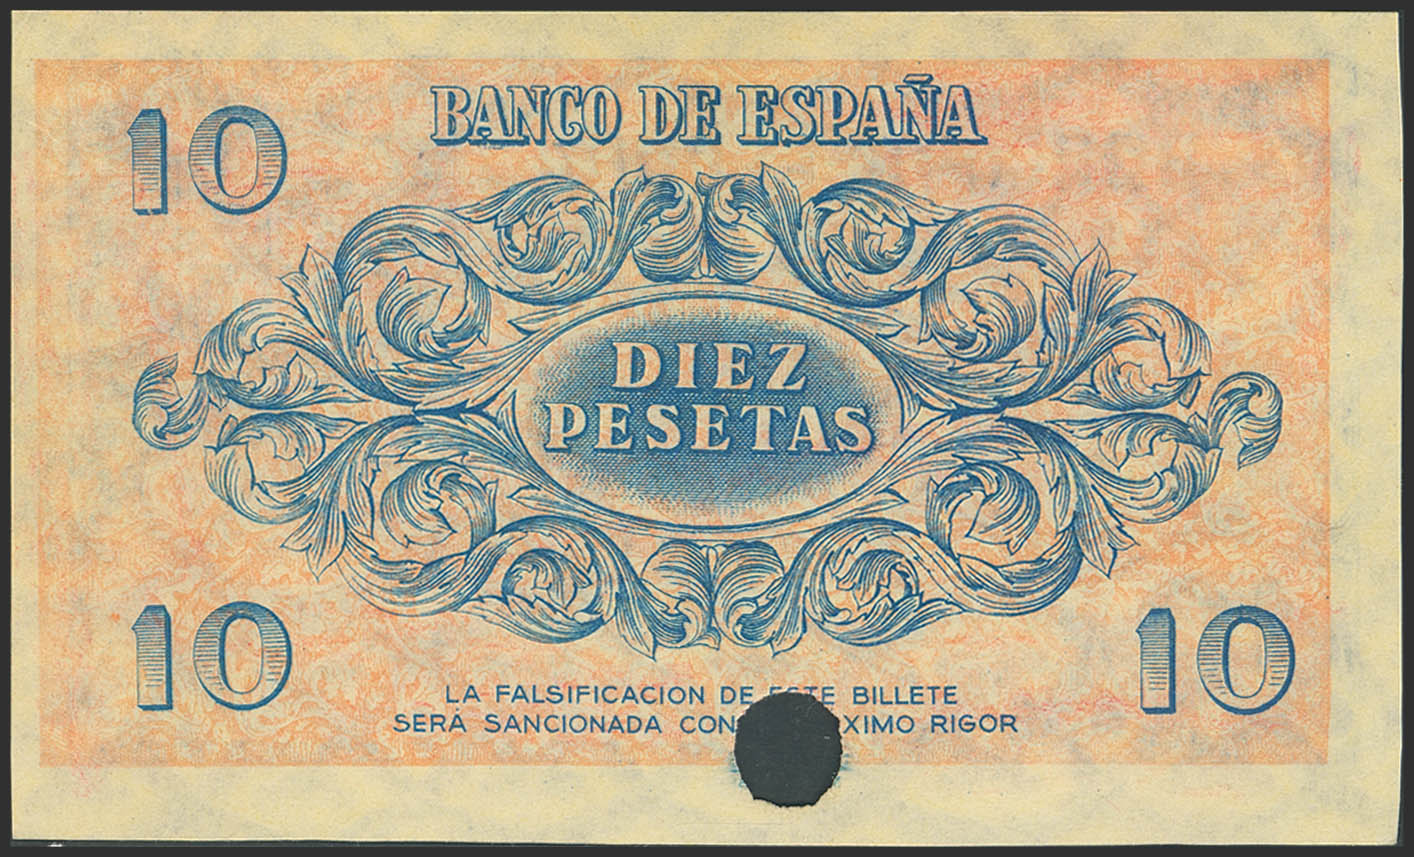 BANCO DE ESPAÑA
10
DIEZ
PESETAS
10
10
LA FALSIFICACION DE BILLETE
SERÁ SANCIONADA RIGOR